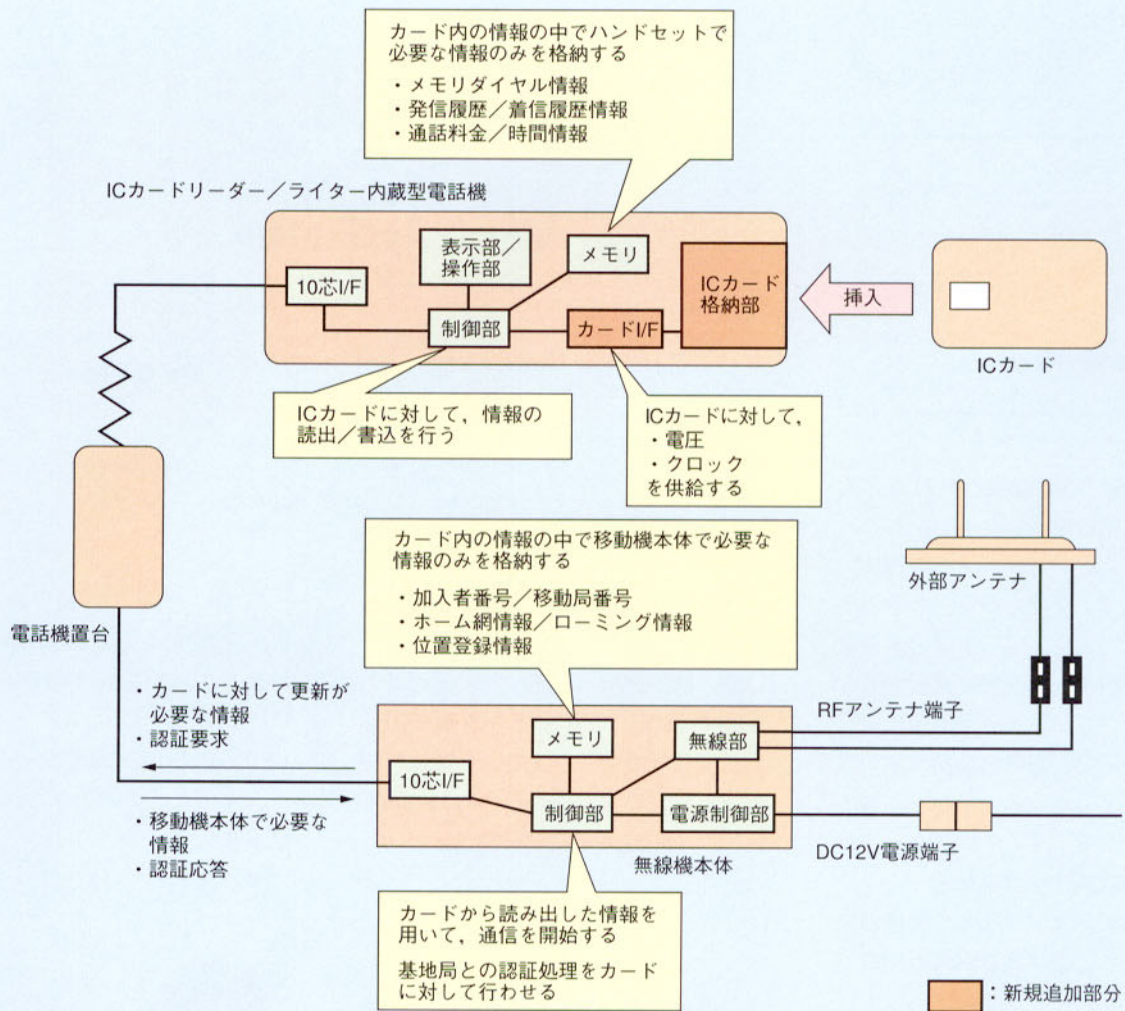 カード内の情報の中でハンドセットで
必要な情報のみを格納する
・メモリダイヤル情報
・発信履歴／着信履歴情報
・通話料金／時間情報
ICカードリーダー／ライター内蔵型電話機
表示部／
操作部
メモリ
10芯I/F
制御部
カードI/F
ICカード
格納部
挿入
ICカード
ICカードに対して，情報の
読出／書込を行う
ICカードに対して，
・電圧
・クロック
を供給する
電話機置台
カード内の情報の中で移動機本体で必要な
情報のみを格納する
・加入者番号／移動局番号
・ホーム網情報／ローミング情報
・位置登録情報
外部アンテナ
・カードに対して更新が
必要な情報
・認証要求
・移動機本体で必要な
情報
・認証応答
RFアンテナ端子
メモリ
無線部
10芯I/F
制御部
電源制御部
無線機本体
DC12V電源端子
カードから読み出した情報を
用いて，通信を開始する
基地局との認証処理をカード
に対して行わせる
：新規追加部分